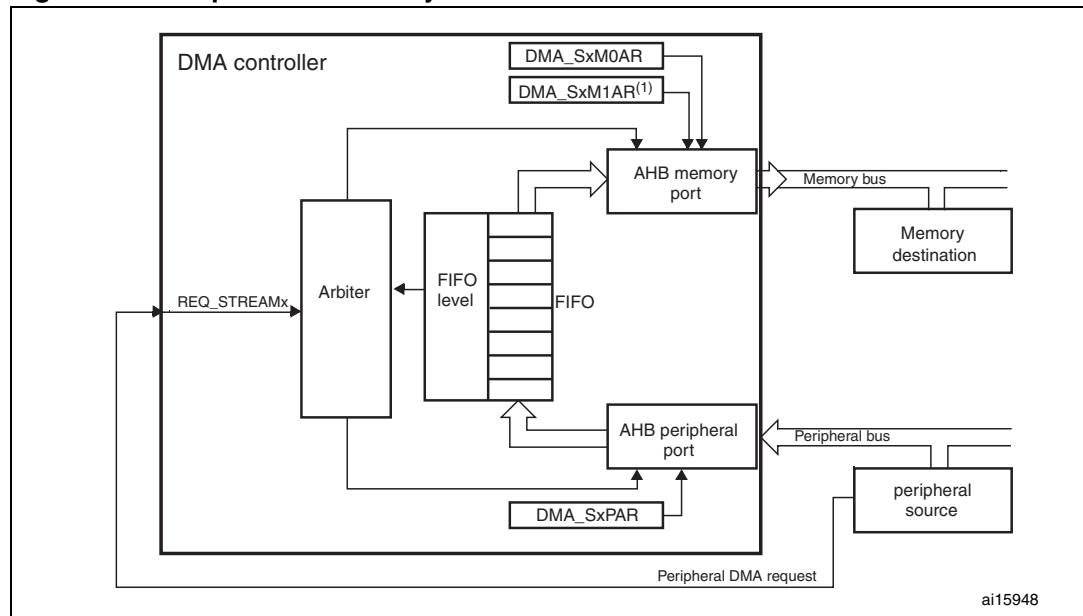 DMA controller
DMA_SxM0AR
DMA_SxM1AR(1)
AHB memory
port
Memory bus
Memory
destination
REQ_STREAMx
Arbiter
FIFO
level
FIFO
AHB peripheral
port
Peripheral bus
peripheral
source
DMA_SxPAR
Peripheral DMA request
ai15948